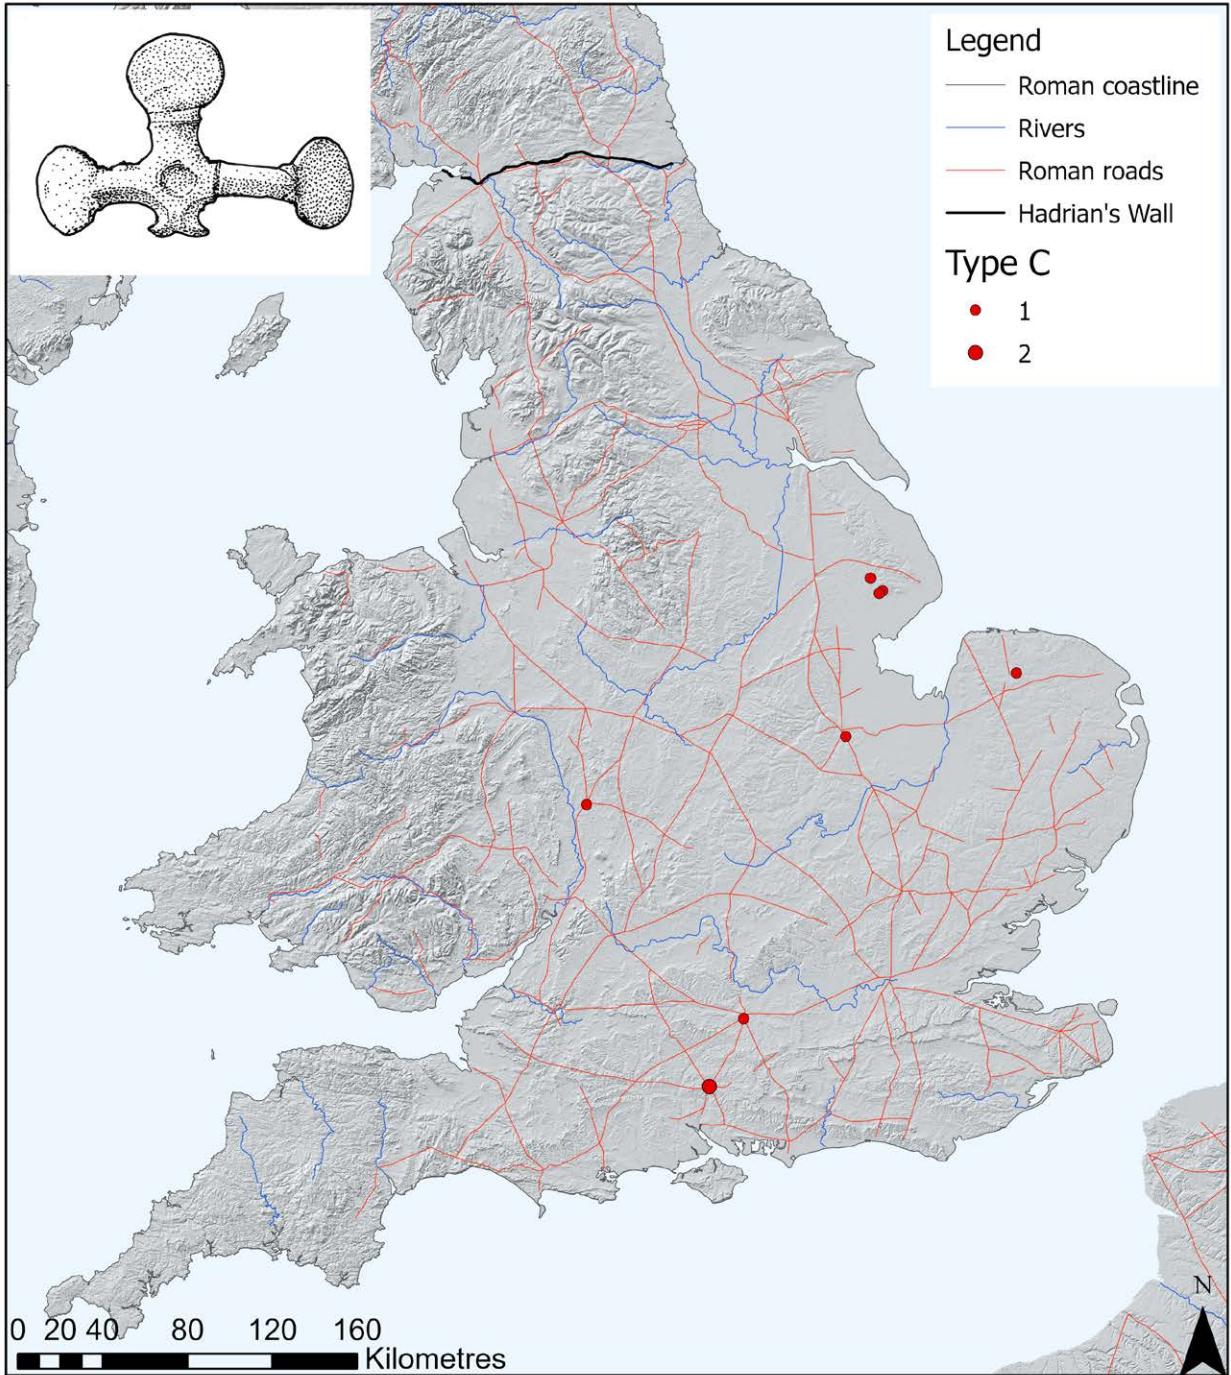 Legend
Roman coastline
Rivers
Roman roads
Hadrian's Wall
Type C
1
2
N
0 20 40 80 120 160
Kilometres